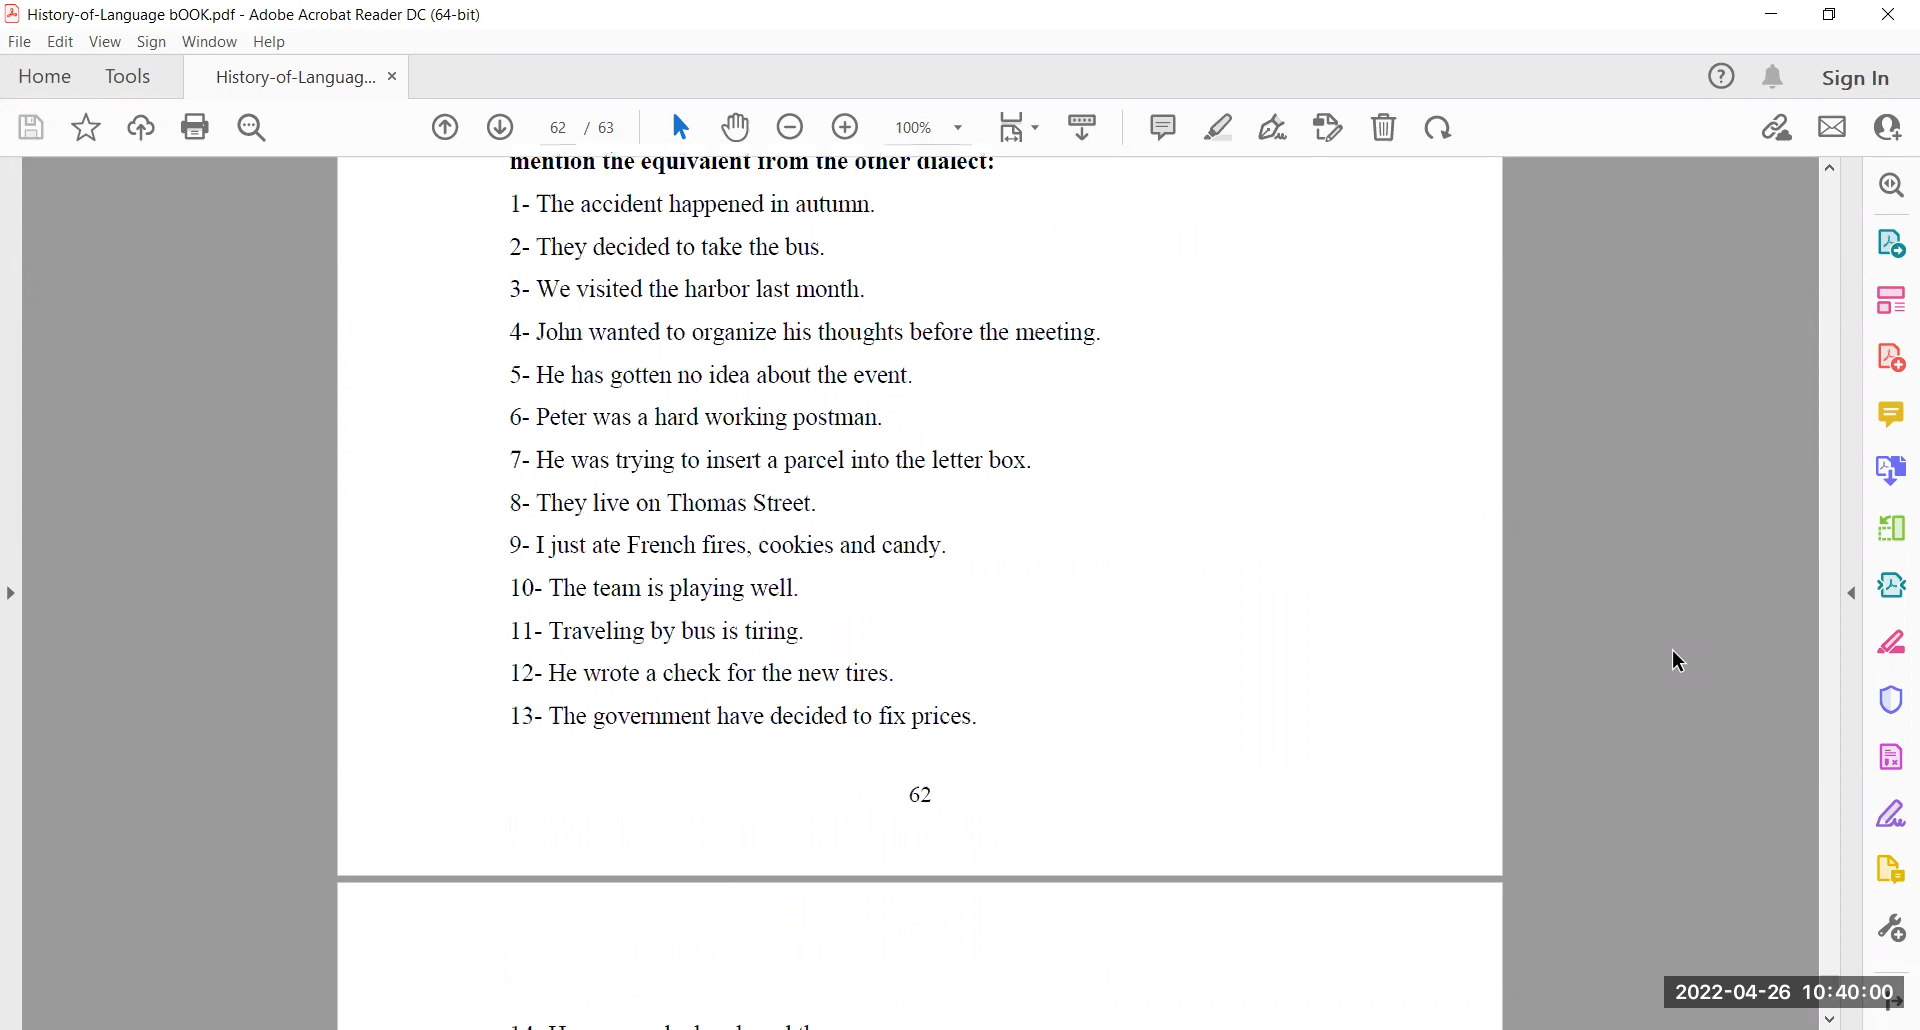 History-of-Language bOOK.pdf - Adobe Acrobat Reader DC (64-bit)
File Edit View Sign Window Help
Home Tools History-of-Languag... × Sign In
62 / 63 100%
mention the equivalent from the other dialect:
1- The accident happened in autumn.
2- They decided to take the bus.
3- We visited the harbor last month.
4- John wanted to organize his thoughts before the meeting.
5- He has gotten no idea about the event.
6- Peter was a hard working postman.
7- He was trying to insert a parcel into the letter box.
8- They live on Thomas Street.
9- I just ate French fires, cookies and candy.
10- The team is playing well.
11- Traveling by bus is tiring.
12- He wrote a check for the new tires.
13- The government have decided to fix prices.
62
2022-04-26 10:40:00